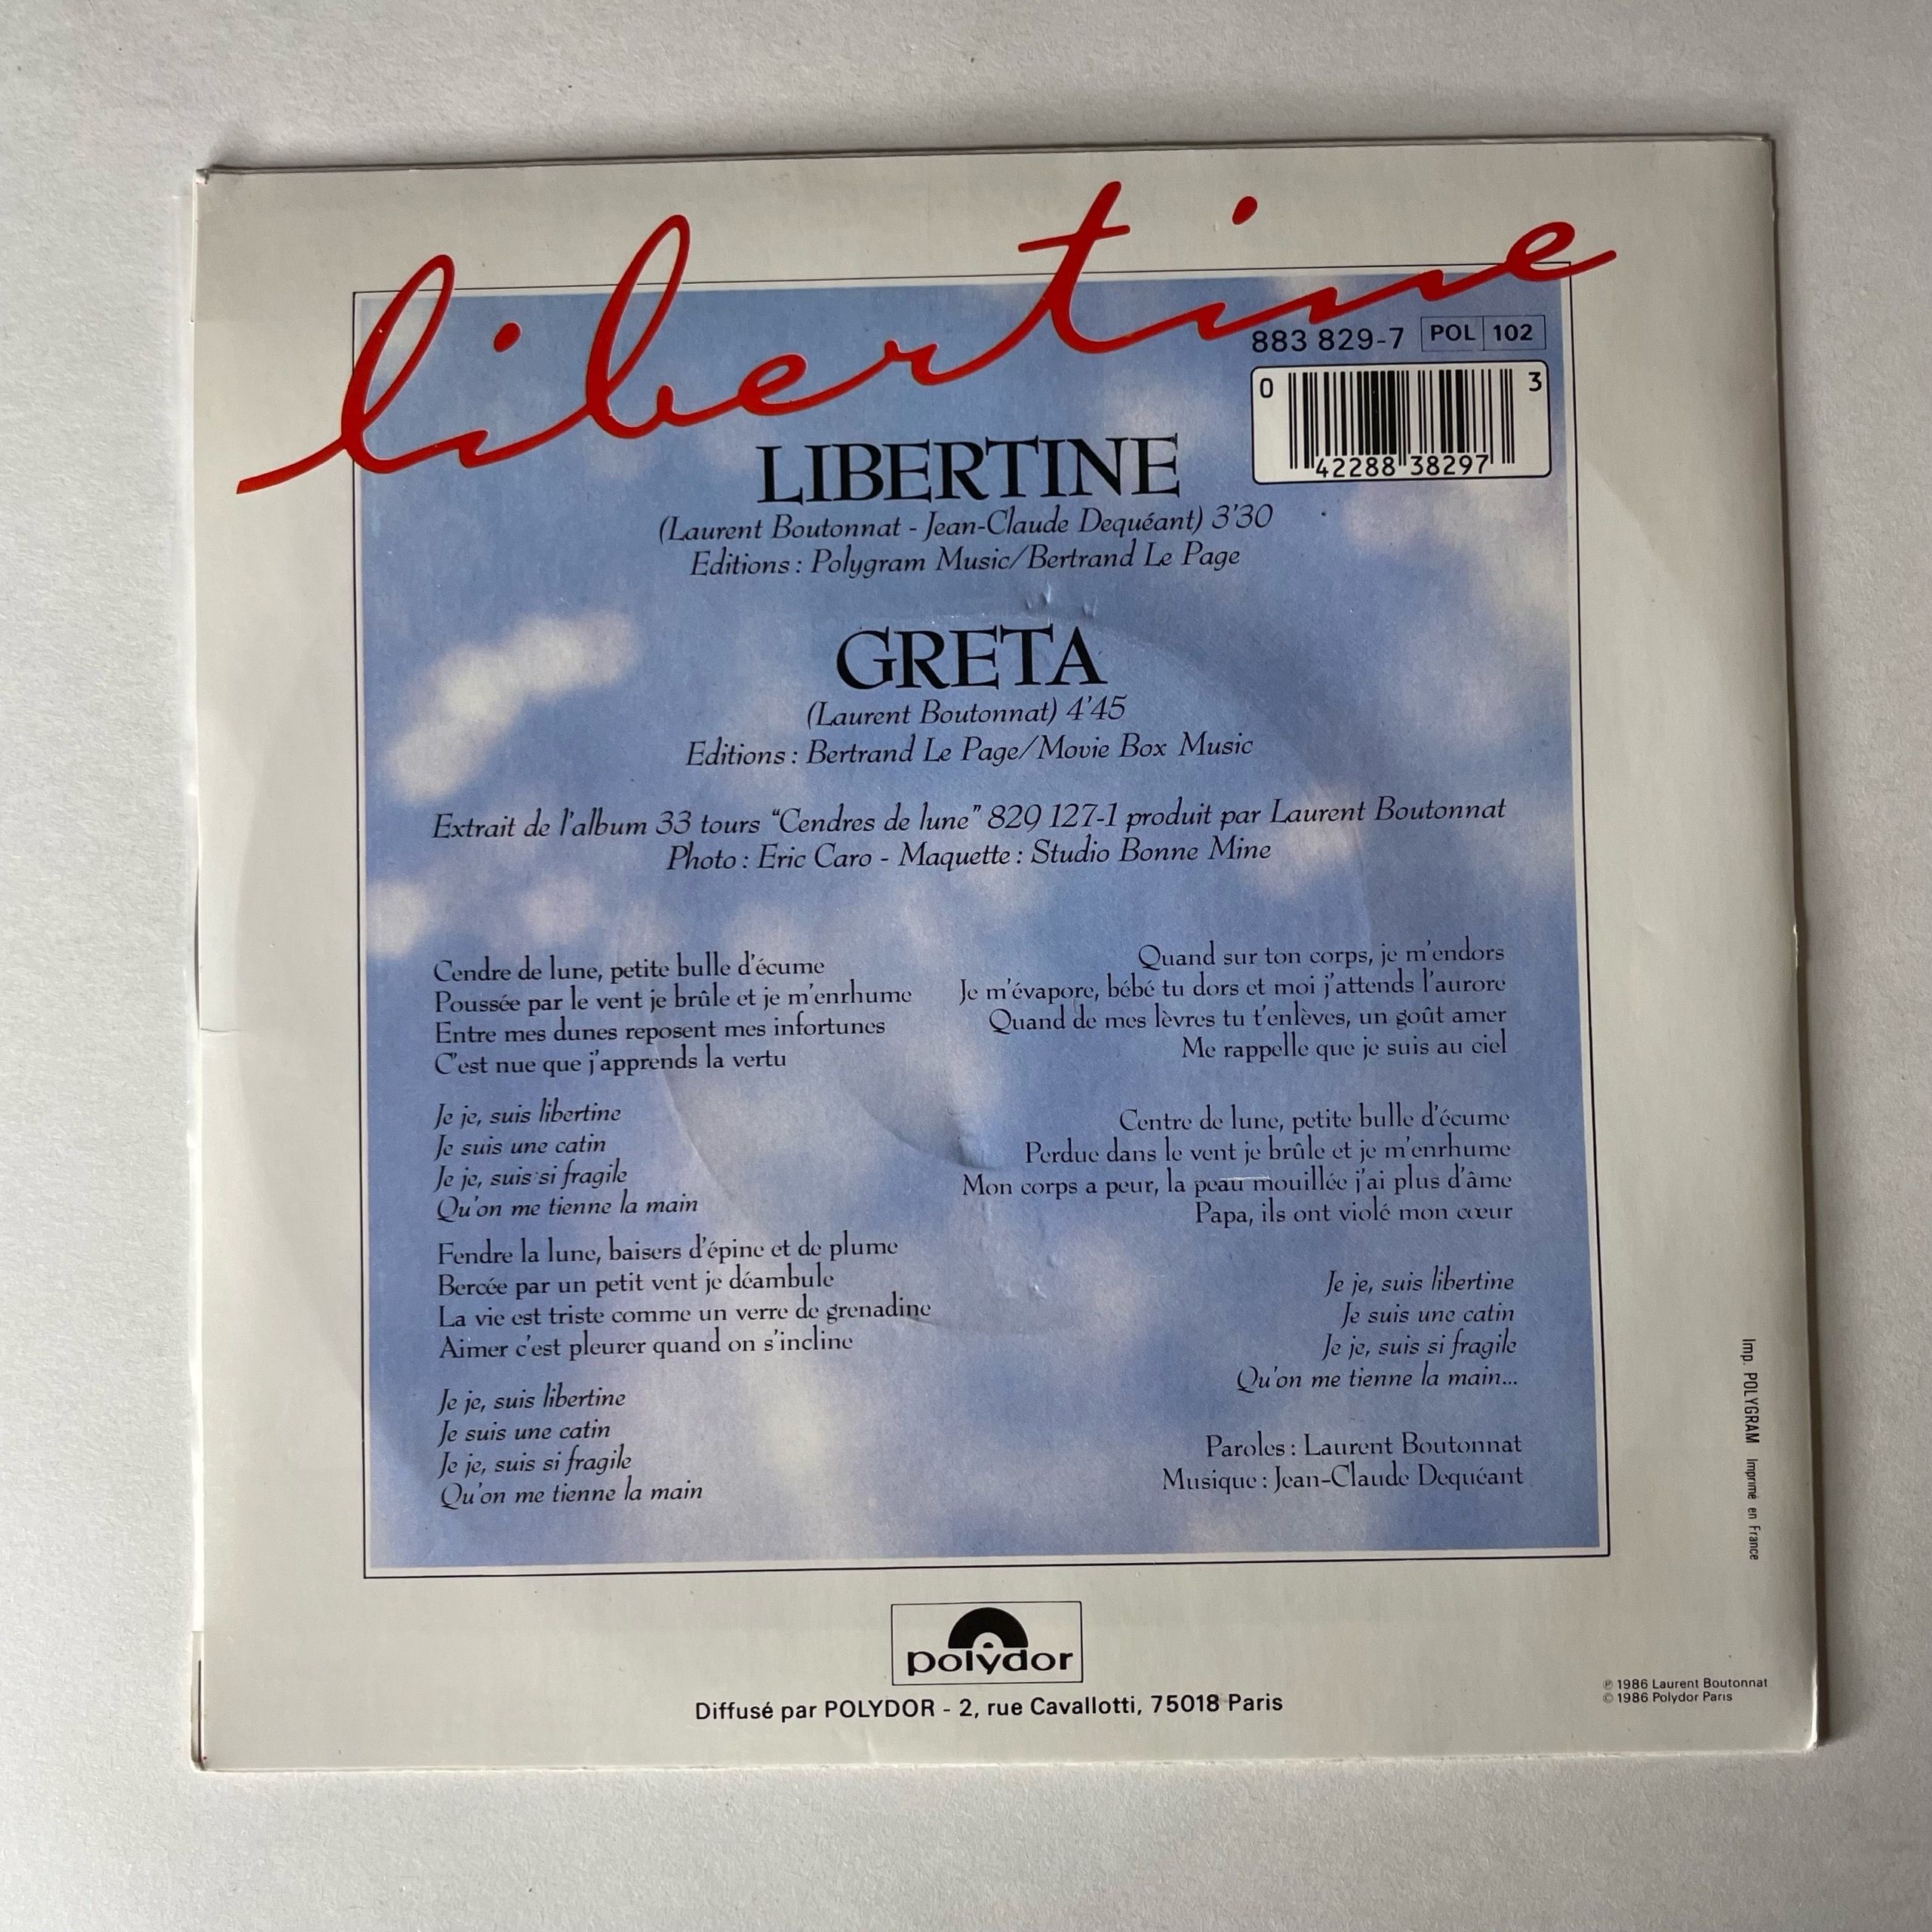 libertine
883 829-7 POL 102
0 42288 38297 3
LIBERTINE
(Laurent Boutonnat - Jean-Claude Dequéant) 3'30
Editions : Polygram Music/Bertrand Le Page
GRETA
(Laurent Boutonnat) 4'45
Editions : Bertrand Le Page/Movie Box Music
Extrait de l'album 33 tours “Cendres de lune” 829 127-1 produit par Laurent Boutonnat
Photo : Eric Caro - Maquette : Studio Bonne Mine
Cendre de lune, petite bulle d'écume
Poussée par le vent je brûle et je m'enrhume
Entre mes dunes reposent mes infortunes
C'est nue que j'apprends la vertu
Je je, suis libertine
Je suis une catin
Je je, suis si fragile
Qu'on me tienne la main
Fendre la lune, baisers d'épine et de plume
Bercée par un petit vent je déambule
La vie est triste comme un verre de grenadine
Aimer c'est pleurer quand on s'incline
Je je, suis libertine
Je suis une catin
Je je, suis si fragile
Qu'on me tienne la main
Quand sur ton corps, je m'endors
Je m'évapore, bébé tu dors et moi j'attends l'aurore
Quand de mes lèvres tu t'enlèves, un goût amer
Me rappelle que je suis au ciel
Centre de lune, petite bulle d'écume
Perdue dans le vent je brûle et je m'enrhume
Mon corps a peur, la peau mouillée j'ai plus d'âme
Papa, ils ont violé mon cœur
Je je, suis libertine
Je suis une catin
Je je, suis si fragile
Qu'on me tienne la main...
Paroles : Laurent Boutonnat
Musique : Jean-Claude Dequéant
Imp. POLYGRAM Imprimé en France
polydor
Diffusé par POLYDOR - 2, rue Cavallotti, 75018 Paris
℗ 1986 Laurent Boutonnat
© 1986 Polydor Paris